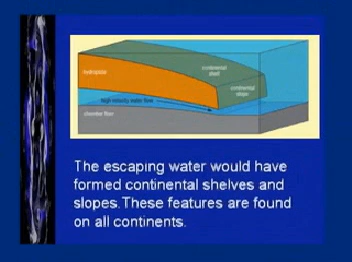 hydroplate
continental
shelf
continental
slope
high velocity water flow
chamber floor
The escaping water would have
formed continental shelves and
slopes. These features are found
on all continents.